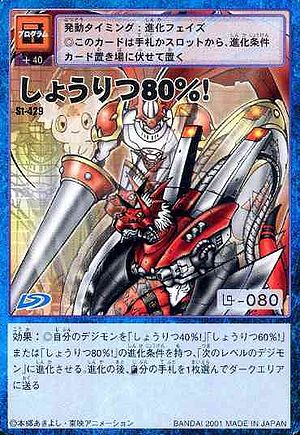 プログラム
+40
発動タイミング：進化フェイズ
◎このカードは手札かスロットから、進化条件
カード置き場に伏せて置く
しょうりつ80%!
St-429
-080
効果：◎自分のデジモンを「しょうりつ40%!」「しょうりつ60%!」
または「しょうりつ80%!」の進化条件を持つ、「次のレベルのデジモ
ン」に進化させる。進化の後、自分の手札を1枚選んでダークエリア
に送る
©本郷あきよし・東映アニメーション
BANDAI 2001 MADE IN JAPAN